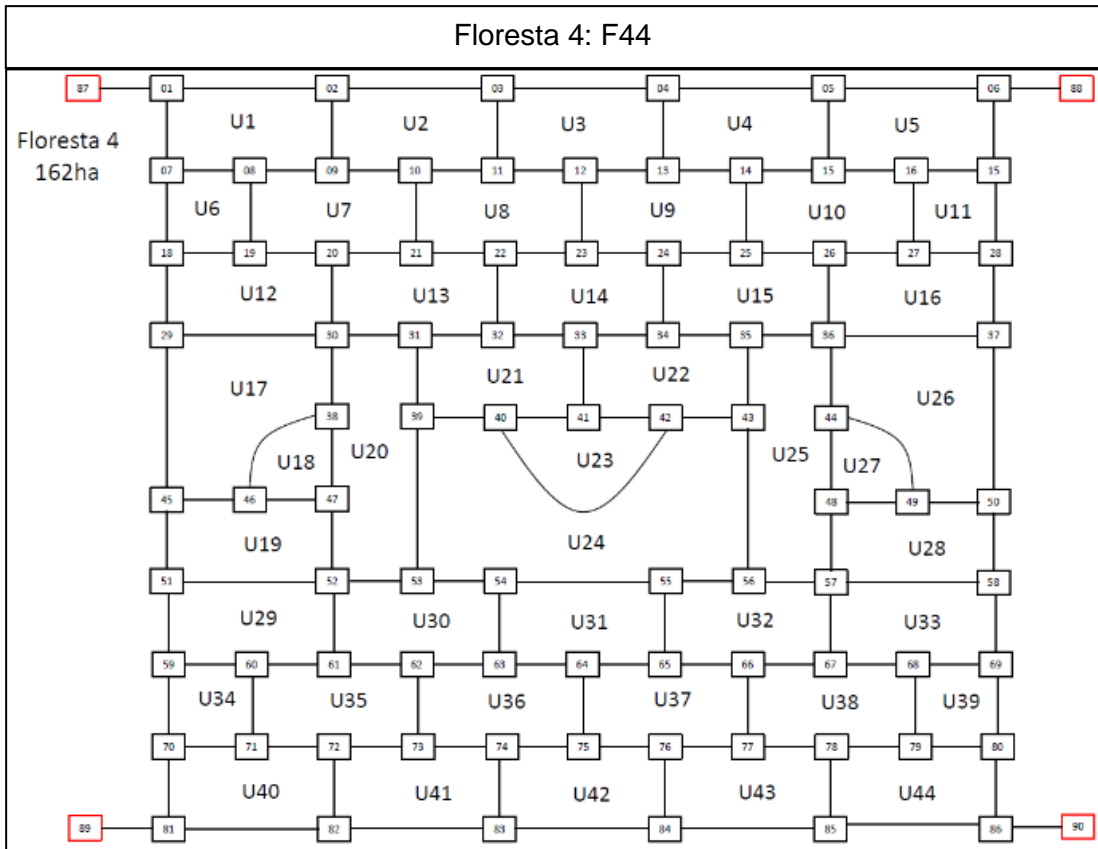 Floresta 4: F44
87 01 02 03 04 05 06 88
U1 U2 U3 U4 U5
Floresta 4
162ha
07 08 09 10 11 12 13 14 15 16 15
U6 U7 U8 U9 U10 U11
18 19 20 21 22 23 24 25 26 27 28
U12 U13 U14 U15 U16
29 30 31 32 33 34 35 36 37
U17 U21 U22 U26
38 39 40 41 42 43 44
U18 U20 U23 U25 U27
45 46 47 48 49 50
U19 U24 U28
51 52 53 54 55 56 57 58
U29 U30 U31 U32 U33
59 60 61 62 63 64 65 66 67 68 69
U34 U35 U36 U37 U38 U39
70 71 72 73 74 75 76 77 78 79 80
U40 U41 U42 U43 U44
89 81 82 83 84 85 86 90